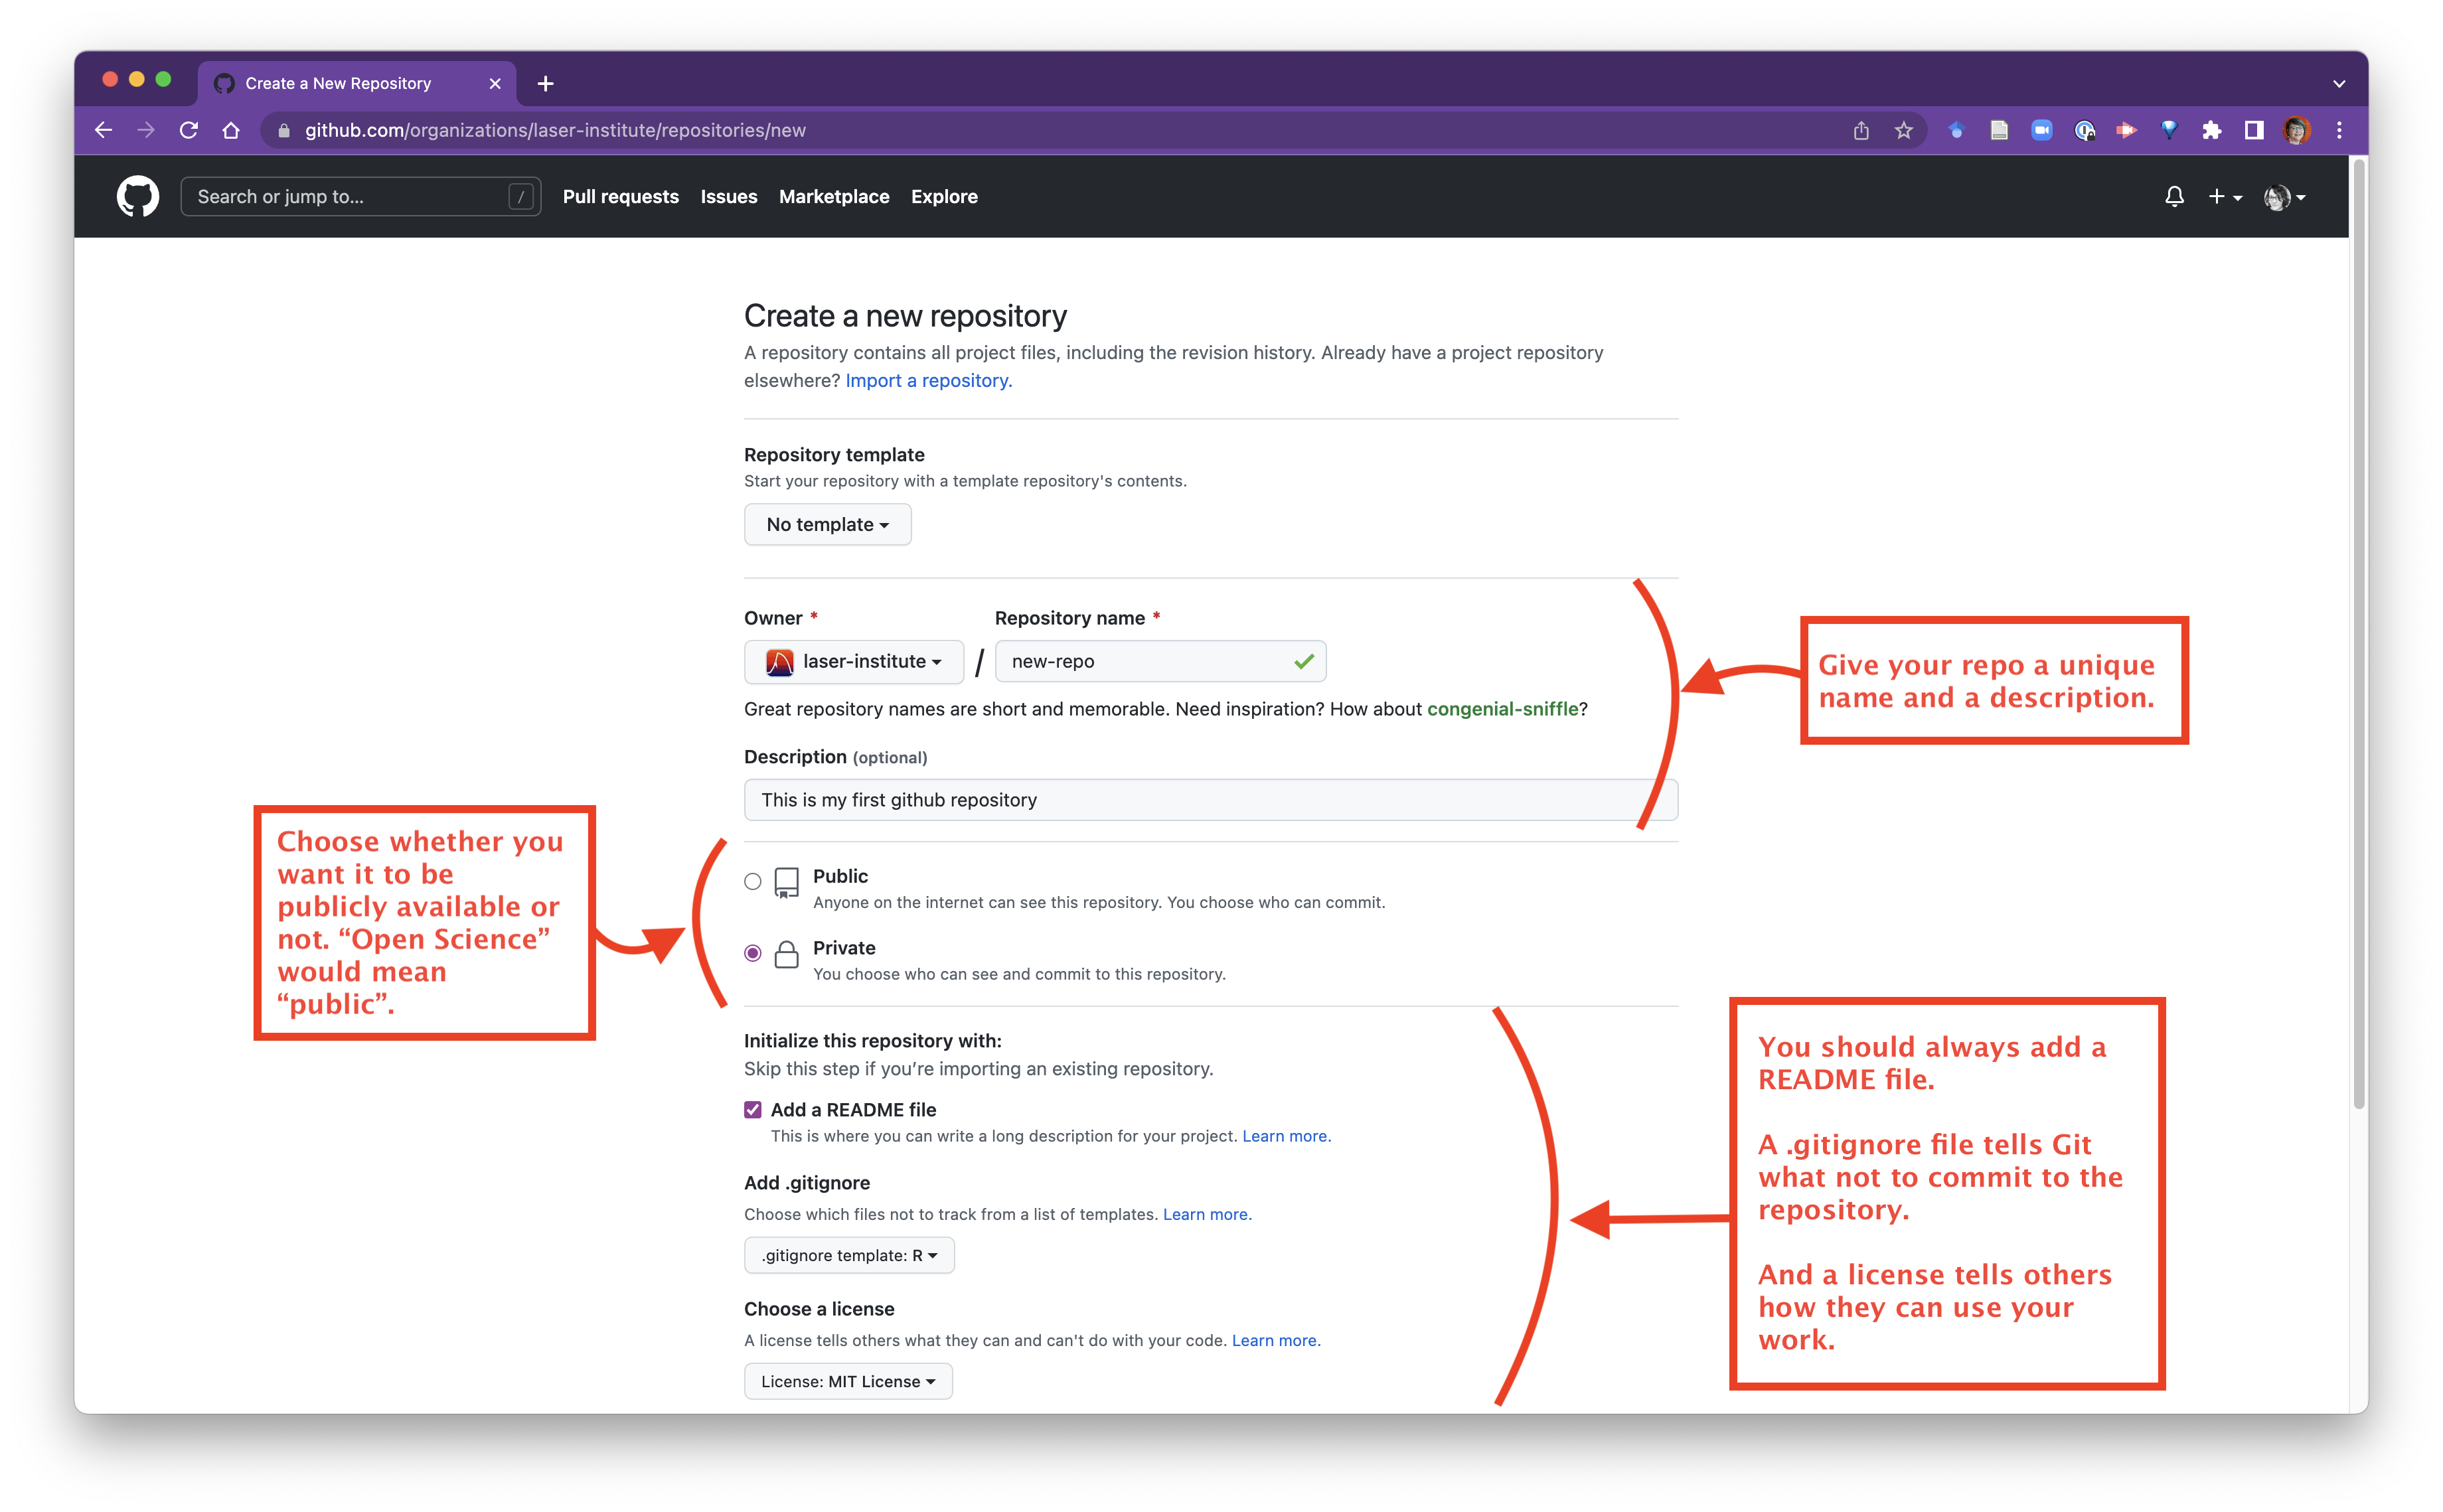 Create a New Repository
github.com/organizations/laser-institute/repositories/new
Search or jump to... /
Pull requests Issues Marketplace Explore
Create a new repository
A repository contains all project files, including the revision history. Already have a project repository
elsewhere? Import a repository.
Repository template
Start your repository with a template repository's contents.
No template
Owner * Repository name *
laser-institute / new-repo
Great repository names are short and memorable. Need inspiration? How about congenial-sniffle?
Description (optional)
This is my first github repository
Give your repo a unique
name and a description.
Public
Anyone on the internet can see this repository. You choose who can commit.
Private
You choose who can see and commit to this repository.
Choose whether you
want it to be
publicly available or
not. “Open Science”
would mean
“public”.
Initialize this repository with:
Skip this step if you’re importing an existing repository.
Add a README file
This is where you can write a long description for your project. Learn more.
Add .gitignore
Choose which files not to track from a list of templates. Learn more.
.gitignore template: R
Choose a license
A license tells others what they can and can't do with your code. Learn more.
License: MIT License
You should always add a
README file.
A .gitignore file tells Git
what not to commit to the
repository.
And a license tells others
how they can use your
work.